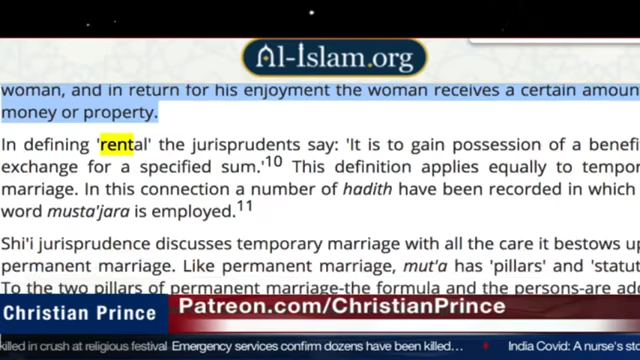 Al-Islam.org
woman, and in return for his enjoyment the woman receives a certain amoun
money or property.
In defining 'rental' the jurisprudents say: 'It is to gain possession of a benefi
exchange for a specified sum.'10 This definition applies equally to tempor
marriage. In this connection a number of hadith have been recorded in which
word musta'jara is employed.11
Shi'i jurisprudence discusses temporary marriage with all the care it bestows up
permanent marriage. Like permanent marriage, mut'a has 'pillars' and 'statut
To the two pillars of permanent marriage-the formula and the persons-are add
Christian Prince
Patreon.com/ChristianPrince
killed in crush at religious festival Emergency services confirm dozens have been killed... India Covid: A nurse's sto